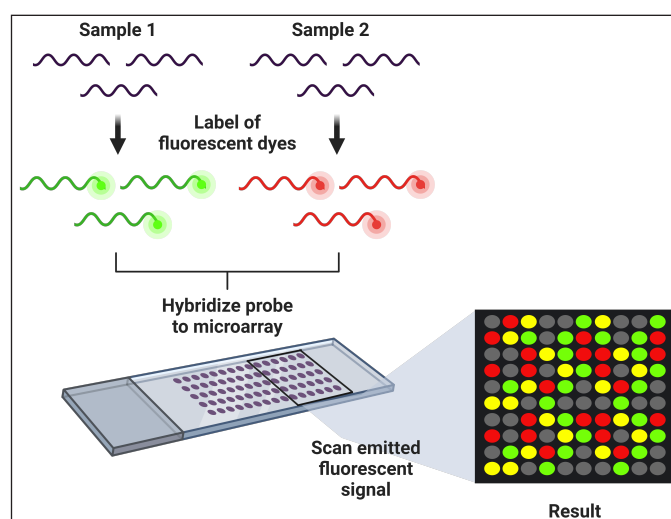 Sample 1
Sample 2
Label of
fluorescent dyes
Hybridize probe
to microarray
Scan emitted
fluorescent
signal
Result